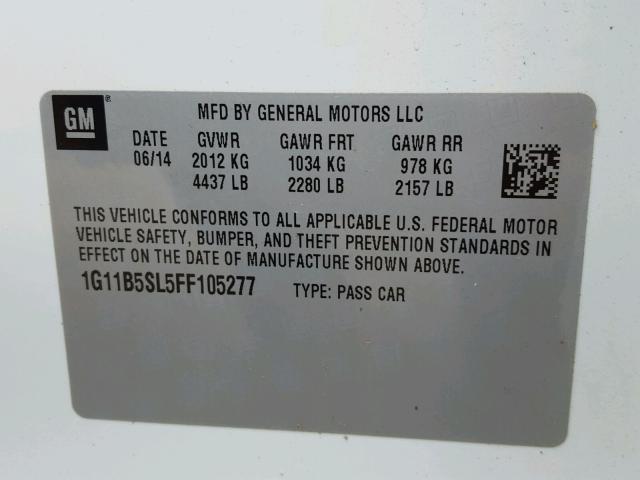 GM ®
MFD BY GENERAL MOTORS LLC
DATE GVWR GAWR FRT GAWR RR
06/14 2012 KG 1034 KG 978 KG
4437 LB 2280 LB 2157 LB
THIS VEHICLE CONFORMS TO ALL APPLICABLE U.S. FEDERAL MOTOR
VEHICLE SAFETY, BUMPER, AND THEFT PREVENTION STANDARDS IN
EFFECT ON THE DATE OF MANUFACTURE SHOWN ABOVE.
1G11B5SL5FF105277 TYPE: PASS CAR